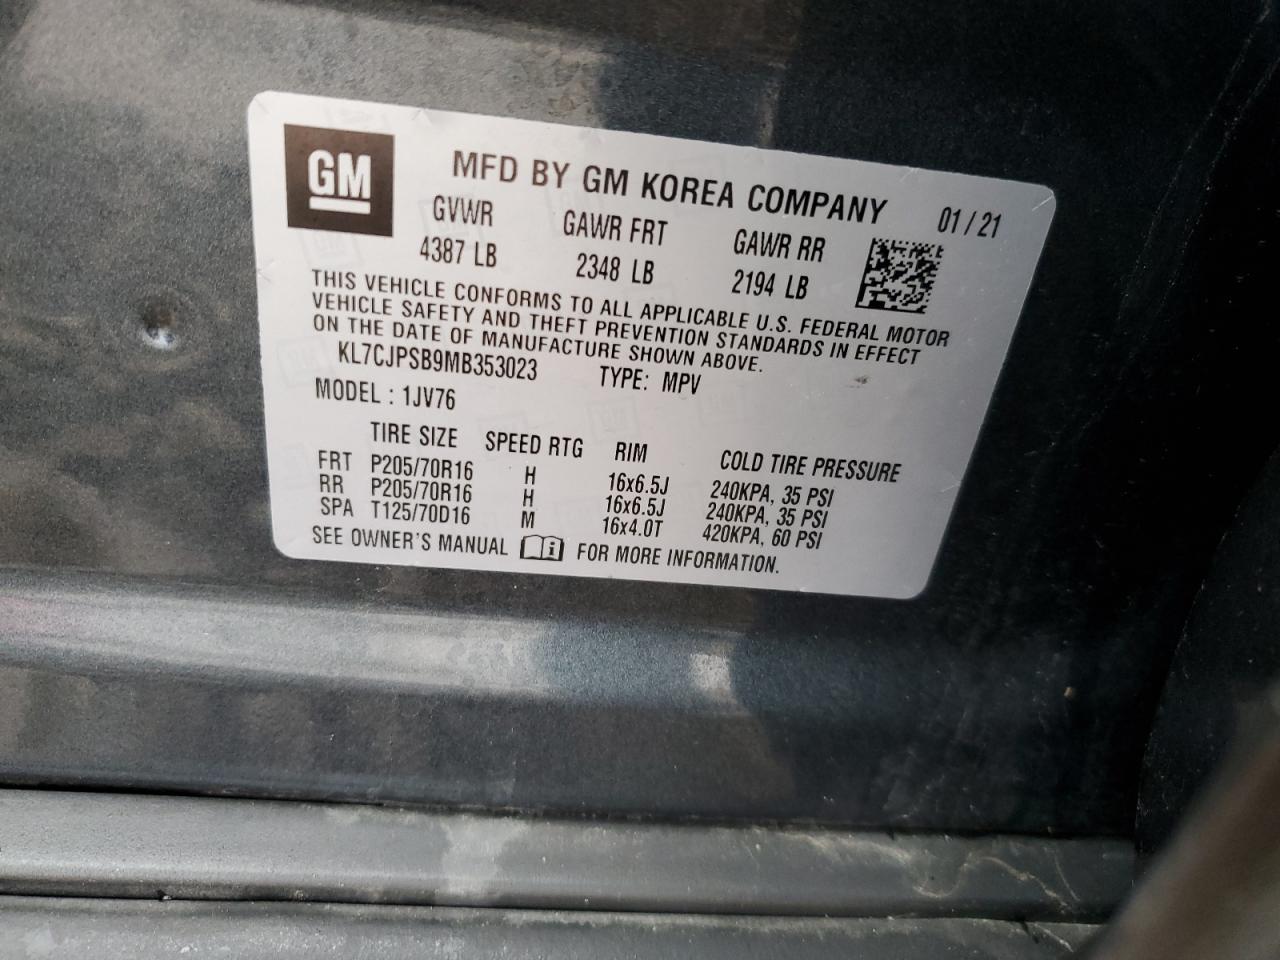 GM
MFD BY GM KOREA COMPANY 01 / 21
GVWR GAWR FRT GAWR RR
4387 LB 2348 LB 2194 LB
THIS VEHICLE CONFORMS TO ALL APPLICABLE U.S. FEDERAL MOTOR
VEHICLE SAFETY AND THEFT PREVENTION STANDARDS IN EFFECT
ON THE DATE OF MANUFACTURE SHOWN ABOVE.
KL7CJPSB9MB353023 TYPE: MPV
MODEL : 1JV76
TIRE SIZE SPEED RTG RIM COLD TIRE PRESSURE
FRT P205/70R16 H 16x6.5J 240KPA, 35 PSI
RR P205/70R16 H 16x6.5J 240KPA, 35 PSI
SPA T125/70D16 M 16x4.0T 420KPA, 60 PSI
SEE OWNER'S MANUAL i FOR MORE INFORMATION.